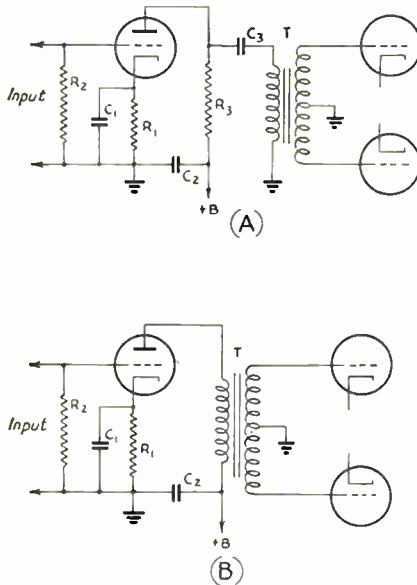 C₃
T
R₂
Input
C₁
R₁
R₃
C₂
+B
(A)
T
R₂
Input
C₁
R₁
C₂
+B
(B)